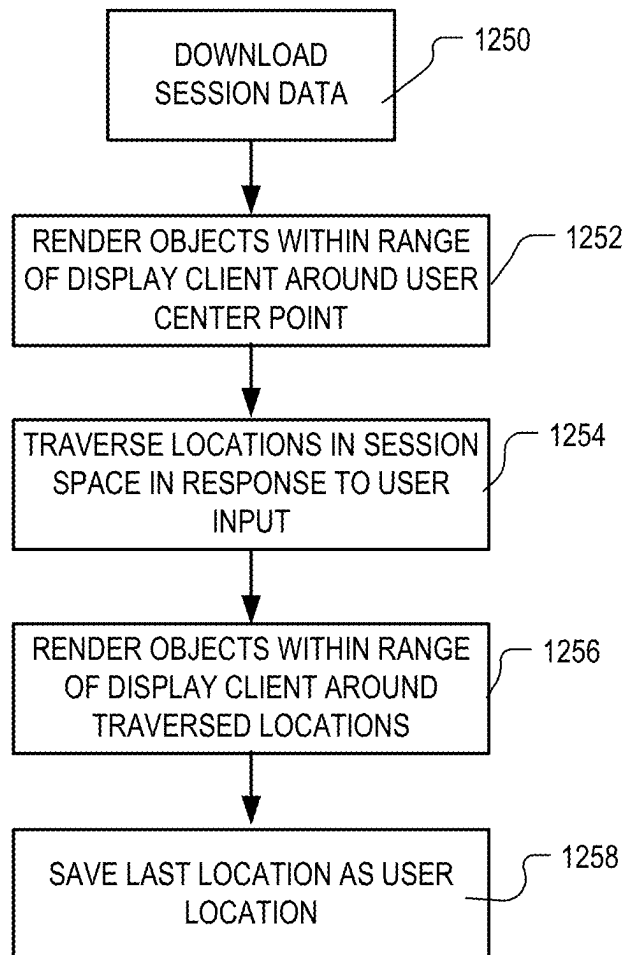 DOWNLOAD
SESSION DATA
1250
RENDER OBJECTS WITHIN RANGE
OF DISPLAY CLIENT AROUND USER
CENTER POINT
1252
TRAVERSE LOCATIONS IN SESSION
SPACE IN RESPONSE TO USER
INPUT
1254
RENDER OBJECTS WITHIN RANGE
OF DISPLAY CLIENT AROUND
TRAVERSED LOCATIONS
1256
SAVE LAST LOCATION AS USER
LOCATION
1258